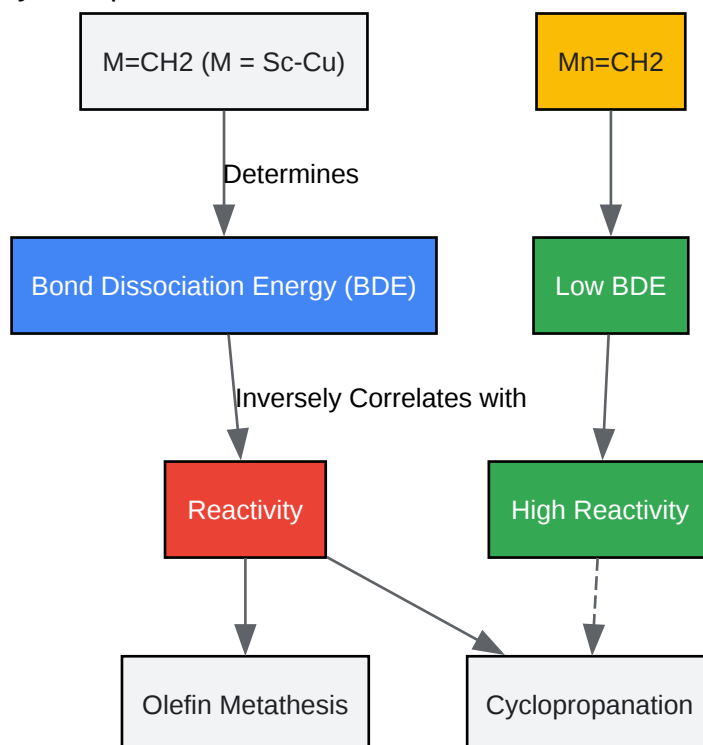 M=CH2 (M = Sc-Cu)
Mn=CH2
Determines
Bond Dissociation Energy (BDE)
Low BDE
Inversely Correlates with
Reactivity
High Reactivity
Olefin Metathesis
Cyclopropanation